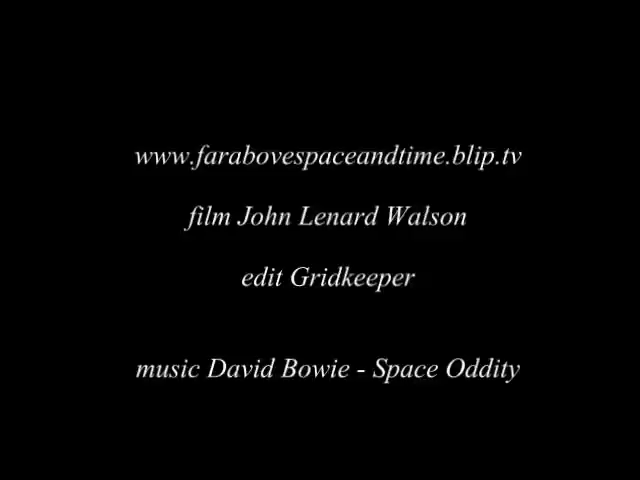 www.farabovespaceandtime.blip.tv
film John Lenard Walson
edit Gridkeeper
music David Bowie - Space Oddity